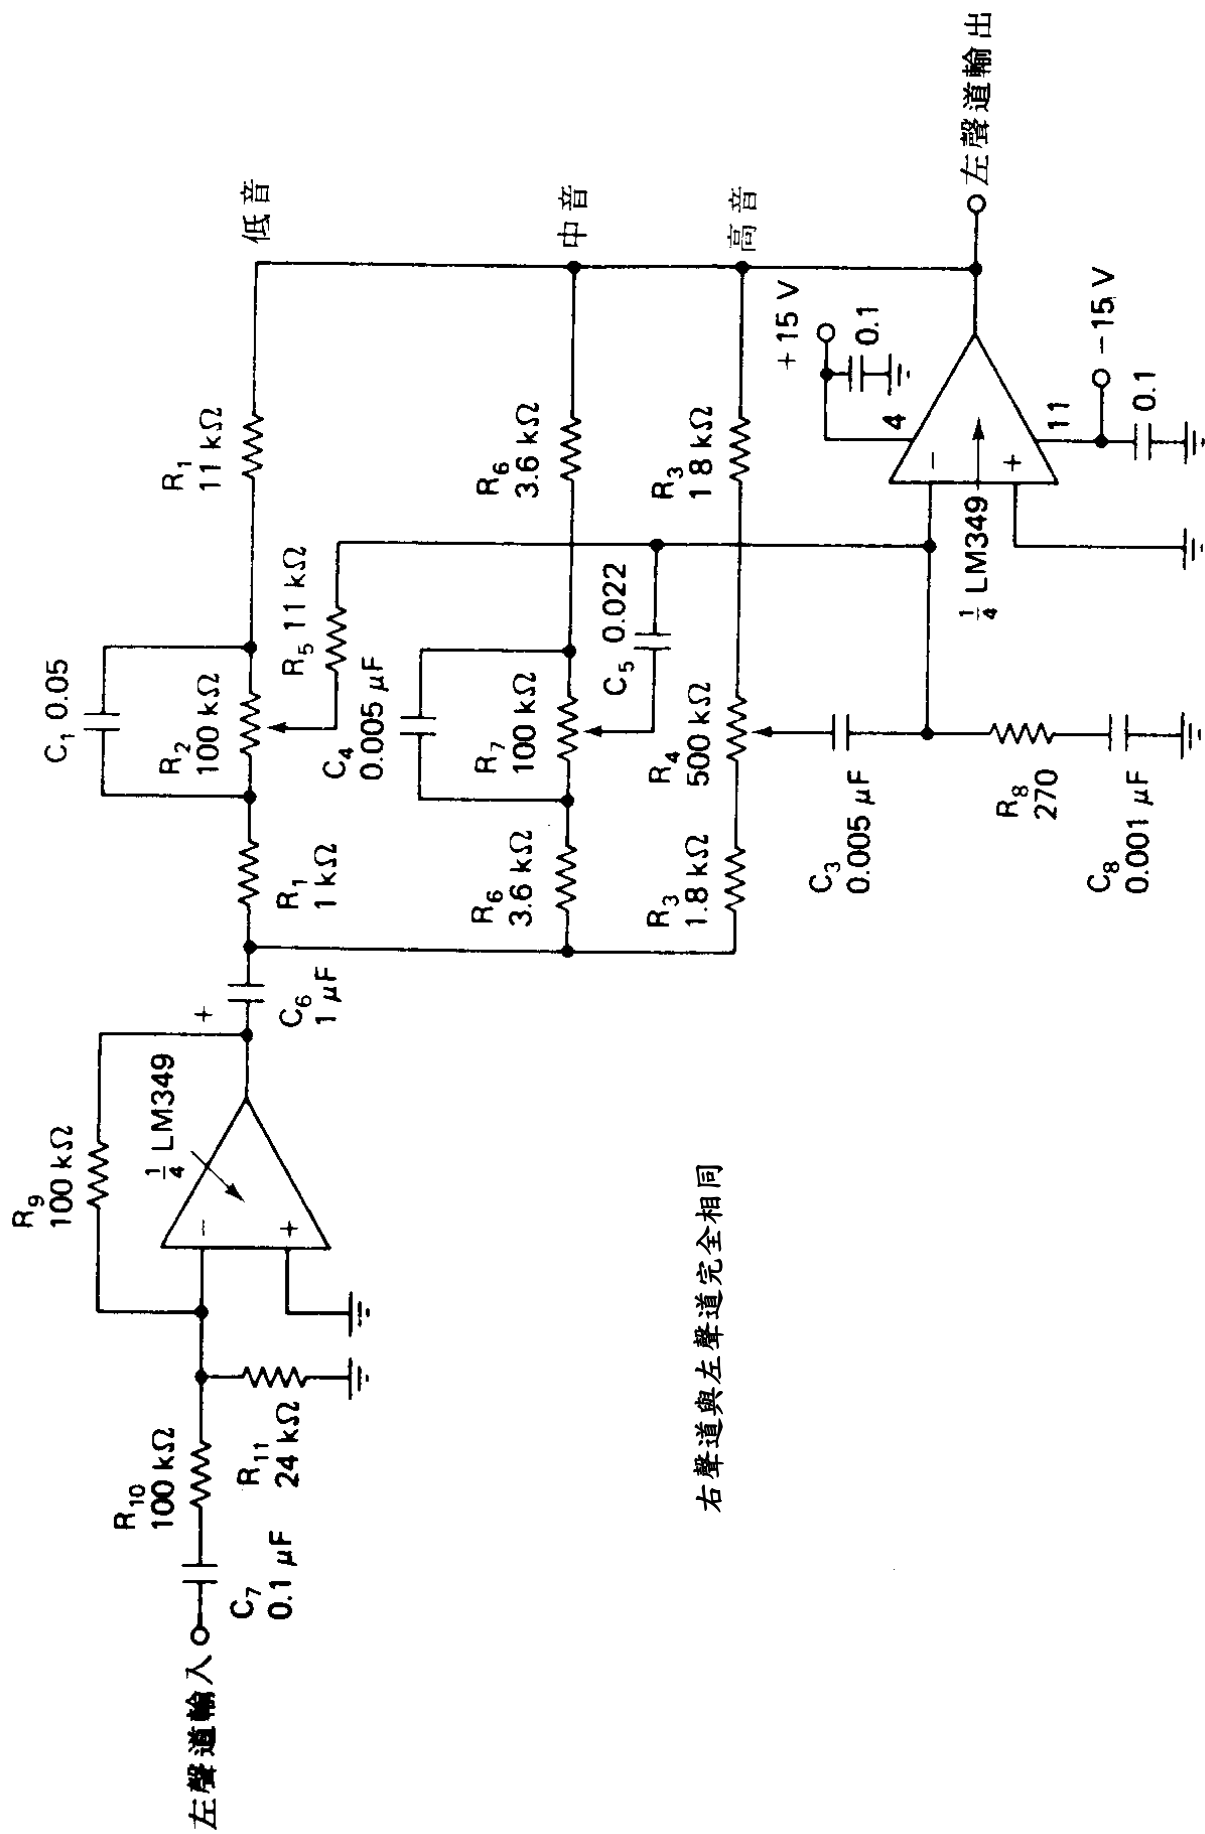 左聲道輸入
C₇
0.1 μF
R₁₀
100 kΩ
R₁₁
24 kΩ
R₉
100 kΩ
−
+
¼ LM349
+
C₆
1 μF
R₁
1 kΩ
C₁ 0.05
R₂
100 kΩ
R₁
11 kΩ
低音
R₅ 11 kΩ
C₄
0.005 μF
R₆
3.6 kΩ
R₇
100 kΩ
R₆
3.6 kΩ
中音
C₅ 0.022
R₃
1.8 kΩ
R₄
500 kΩ
R₃
1 8 kΩ
高音
C₃
0.005 μF
R₈
270
C₈
0.001 μF
¼ LM349
−
+
4
+15 V
0.1
11
−15 V
0.1
左聲道輸出
右聲道與左聲道完全相同